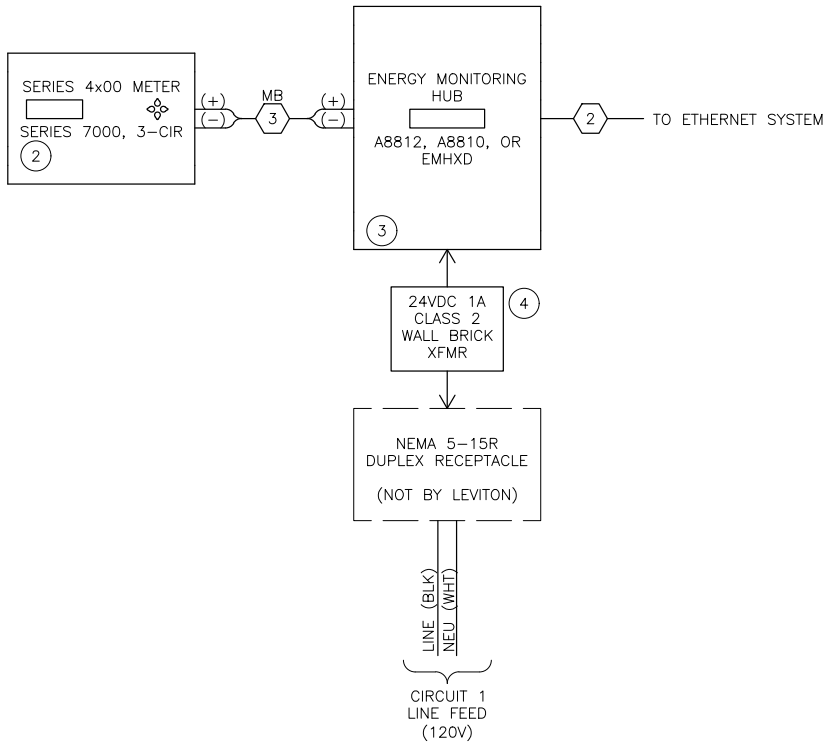 SERIES 4x00 METER
SERIES 7000, 3-CIR
2
(+)
(-)
MB
3
(+)
(-)
ENERGY MONITORING
HUB
A8812, A8810, OR
EMHXD
3
2
TO ETHERNET SYSTEM
24VDC 1A
CLASS 2
WALL BRICK
XFMR
4
NEMA 5-15R
DUPLEX RECEPTACLE
(NOT BY LEVITON)
LINE (BLK)
NEU (WHT)
CIRCUIT 1
LINE FEED
(120V)